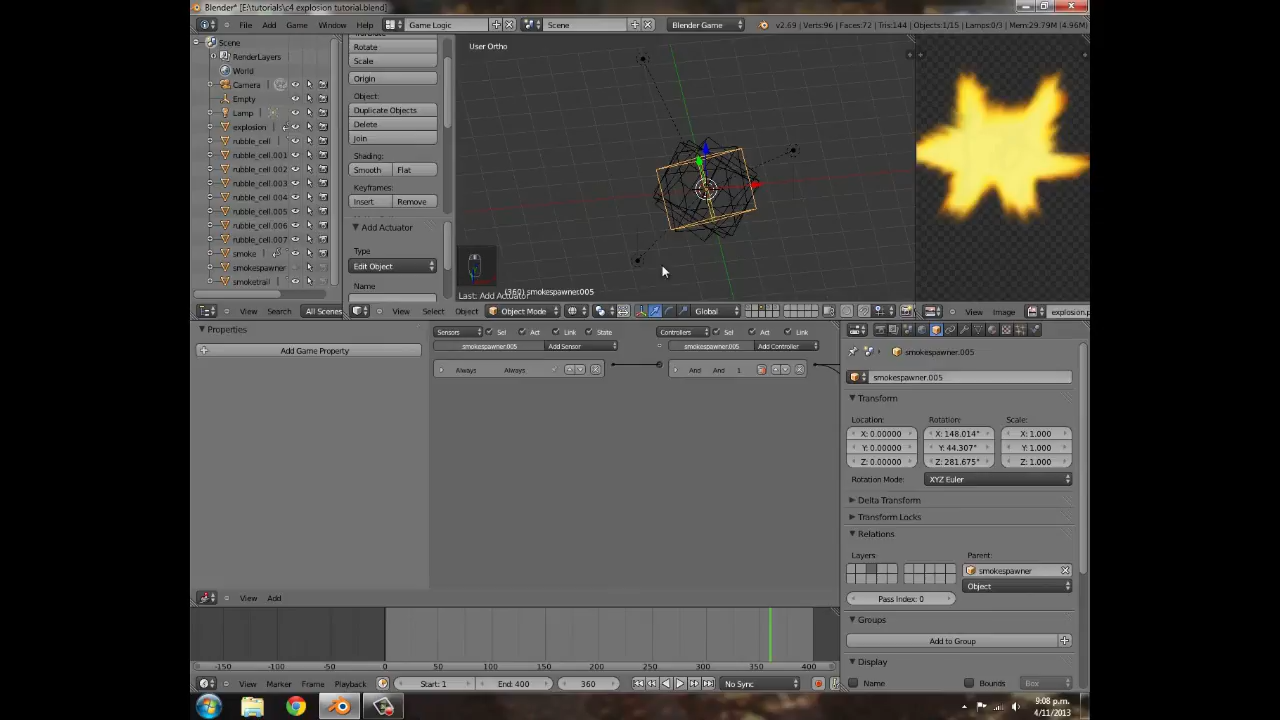 Blender* [E:\tutorials\c4 explosion tutorial.blend]
File Add Game Window Help Game Logic Scene Blender Game v2.69 | Verts:96 | Faces:72 | Tris:144 | Objects:1/15 | Lamps:0/3 | Mem:29.79M (4.96M)
Scene
RenderLayers
World
Camera
Empty
Lamp
explosion
rubble_cell
rubble_cell.001
rubble_cell.002
rubble_cell.003
rubble_cell.004
rubble_cell.005
rubble_cell.006
rubble_cell.007
smoke
smokespawner
smoketrail
View Search All Scenes
Rotate
Scale
Origin
Object:
Duplicate Objects
Delete
Join
Shading:
Smooth Flat
Keyframes:
Insert Remove
Add Actuator
Type
Edit Object
Name
User Ortho
(360) smokespawner.005
Last: Add Actuator
View Select Object Object Mode Global
View Image explosion.p
Properties
Add Game Property
Sensors Sel Act Link State
smokespawner.005 Add Sensor
Always Always
Controllers Sel Act Link
smokespawner.005 Add Controller
And And 1
View Add
smokespawner.005
smokespawner.005
Transform
Location: Rotation: Scale:
X: 0.00000 X: 148.014° X: 1.000
Y: 0.00000 Y: 44.307° Y: 1.000
Z: 0.00000 Z: 281.675° Z: 1.000
Rotation Mode: XYZ Euler
Delta Transform
Transform Locks
Relations
Layers: Parent:
smokespawner
Object
Pass Index: 0
Groups
Add to Group
Display
Name Bounds Box
-150 -100 -50 0 50 100 150 200 250 300 350 400
View Marker Frame Playback Start: 1 End: 400 360 No Sync
9:08 p.m.
4/11/2013